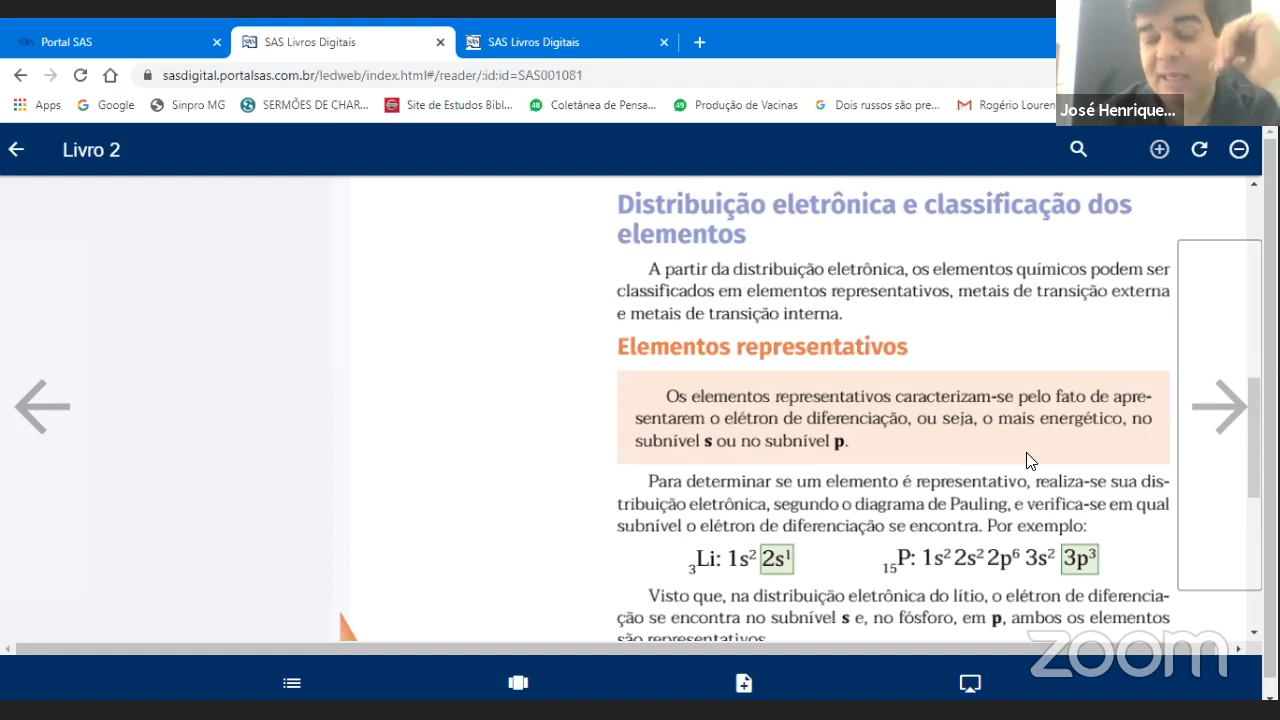 Portal SAS
SAS Livros Digitais
SAS Livros Digitais
sasdigital.portalsas.com.br/ledweb/index.html#/reader/:id:id=SAS001081
Apps Google Sinpro MG SERMÕES DE CHAR... Site de Estudos Bibl... 48 Coletânea de Pensa... 49 Produção de Vacinas Dois russos são pre... Rogério Louren
José Henrique...
Livro 2
Distribuição eletrônica e classificação dos
elementos
A partir da distribuição eletrônica, os elementos químicos podem ser
classificados em elementos representativos, metais de transição externa
e metais de transição interna.
Elementos representativos
Os elementos representativos caracterizam-se pelo fato de apre-
sentarem o elétron de diferenciação, ou seja, o mais energético, no
subnível s ou no subnível p.
Para determinar se um elemento é representativo, realiza-se sua dis-
tribuição eletrônica, segundo o diagrama de Pauling, e verifica-se em qual
subnível o elétron de diferenciação se encontra. Por exemplo:
₃Li: 1s² 2s¹ ₁₅P: 1s² 2s² 2p⁶ 3s² 3p³
Visto que, na distribuição eletrônica do lítio, o elétron de diferencia-
ção se encontra no subnível s e, no fósforo, em p, ambos os elementos
são representativos.
zoom